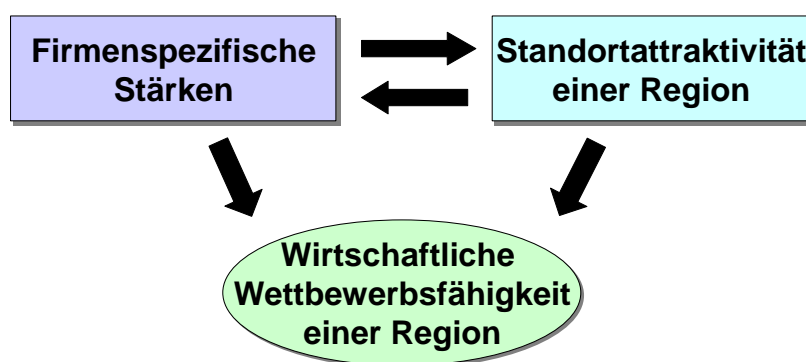 Firmenspezifische
Stärken
Standortattraktivität
einer Region
Wirtschaftliche
Wettbewerbsfähigkeit
einer Region